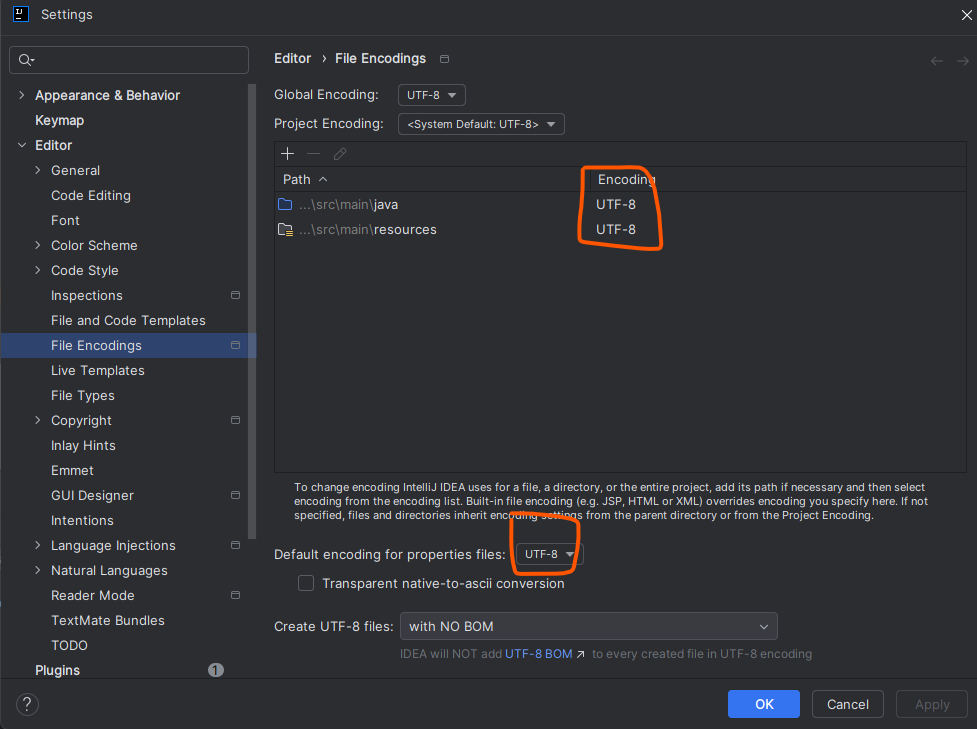 Settings
Editor › File Encodings
Appearance & Behavior
Keymap
Editor
General
Code Editing
Font
Color Scheme
Code Style
Inspections
File and Code Templates
File Encodings
Live Templates
File Types
Copyright
Inlay Hints
Emmet
GUI Designer
Intentions
Language Injections
Natural Languages
Reader Mode
TextMate Bundles
TODO
Plugins 1
Global Encoding: UTF-8
Project Encoding: <System Default: UTF-8>
Path Encoding
...\src\main\java UTF-8
...\src\main\resources UTF-8
To change encoding IntelliJ IDEA uses for a file, a directory, or the entire project, add its path if necessary and then select
encoding from the encoding list. Built-in file encoding (e.g. JSP, HTML or XML) overrides encoding you specify here. If not
specified, files and directories inherit encoding settings from the parent directory or from the Project Encoding.
Default encoding for properties files: UTF-8
Transparent native-to-ascii conversion
Create UTF-8 files: with NO BOM
IDEA will NOT add UTF-8 BOM ↗ to every created file in UTF-8 encoding
? OK Cancel Apply